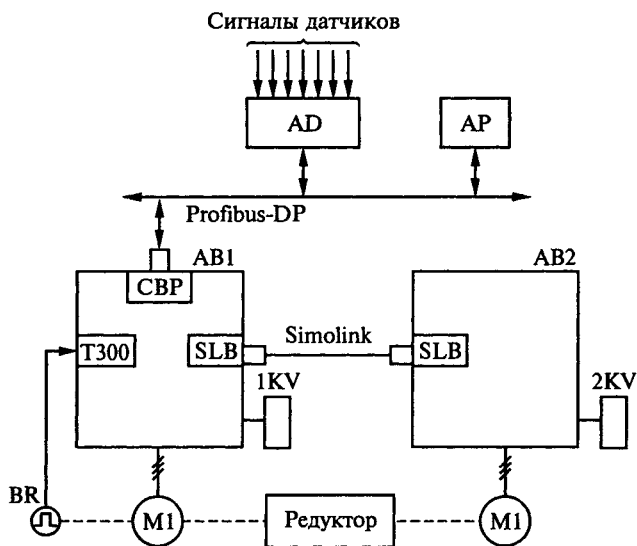 Сигналы датчиков
AD
AP
Profibus-DP
AB1
AB2
CBP
T300
SLB
Simolink
SLB
1KV
2KV
BR
M1
Редуктор
M1